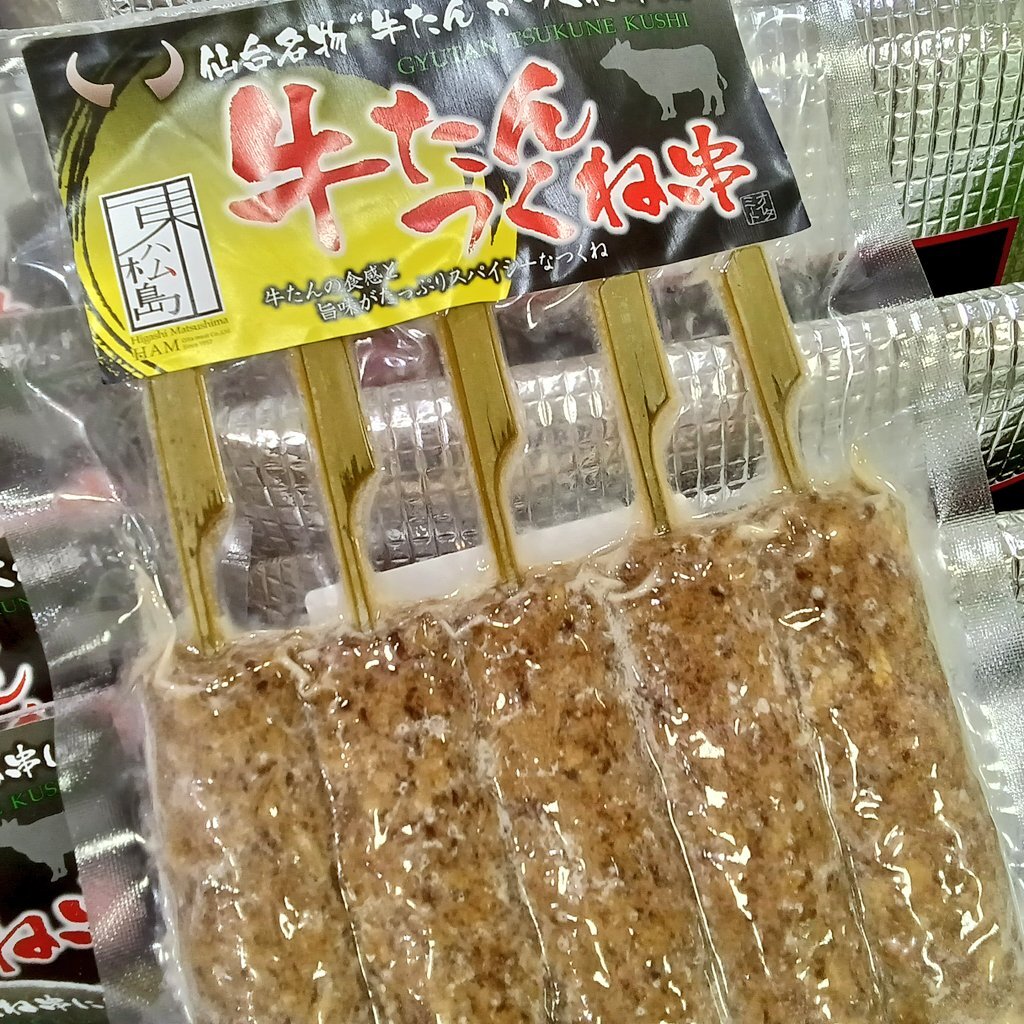 仙台名物"牛たん"
GYUTAN TSUKUNE KUSHI
牛たん
つくね串
東松島
Higashi Matsushima
HAM
牛たんの食感と
旨味がたっぷりスパイシーなつくね